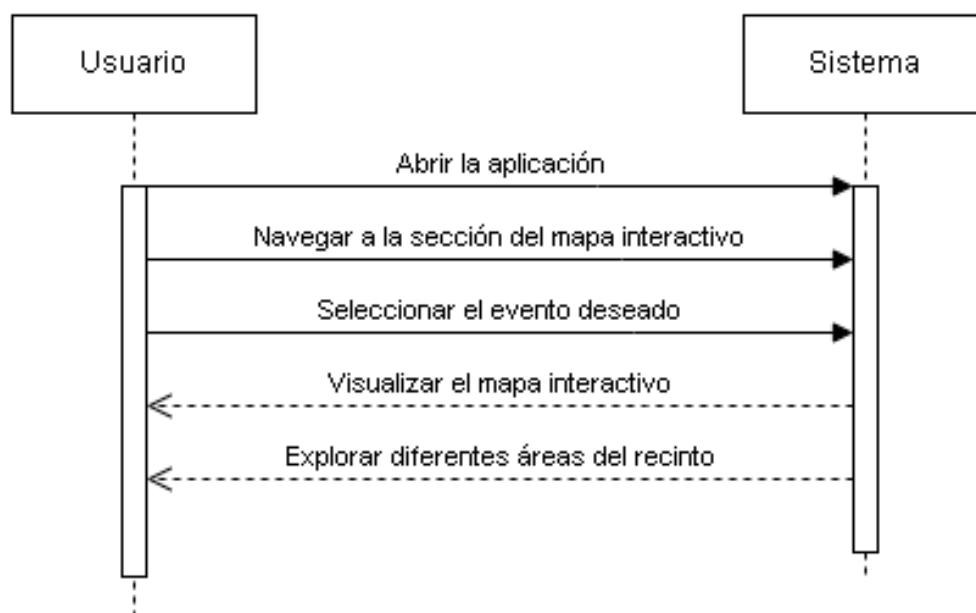 Usuario
Sistema
Abrir la aplicación
Navegar a la sección del mapa interactivo
Seleccionar el evento deseado
Visualizar el mapa interactivo
Explorar diferentes áreas del recinto